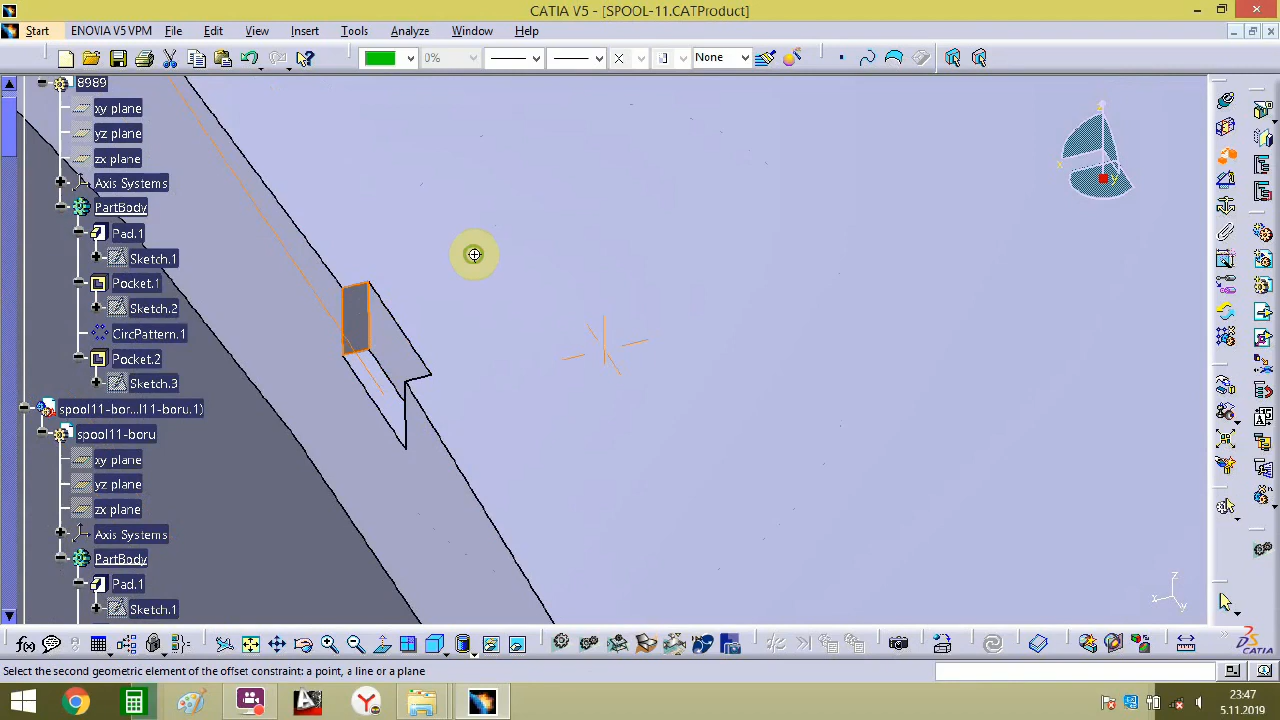 CATIA V5 - [SPOOL-11.CATProduct]
Start ENOVIA V5 VPM File Edit View Insert Tools Analyze Window Help
0% None
8989
xy plane
yz plane
zx plane
Axis Systems
PartBody
Pad.1
Sketch.1
Pocket.1
Sketch.2
CircPattern.1
Pocket.2
Sketch.3
spool11-bor...l11-boru.1)
spool11-boru
xy plane
yz plane
zx plane
Axis Systems
PartBody
Pad.1
Sketch.1
z
x
y
z
x
y
CATIA
Select the second geometric element of the offset constraint: a point, a line or a plane
23:47
5.11.2019